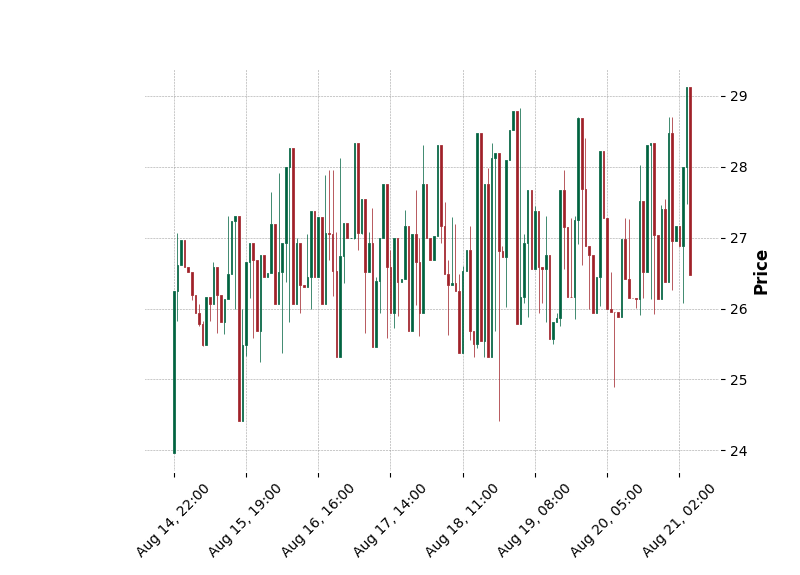 29
28
27
26
25
24
Price
Aug 14, 22:00
Aug 15, 19:00
Aug 16, 16:00
Aug 17, 14:00
Aug 18, 11:00
Aug 19, 08:00
Aug 20, 05:00
Aug 21, 02:00